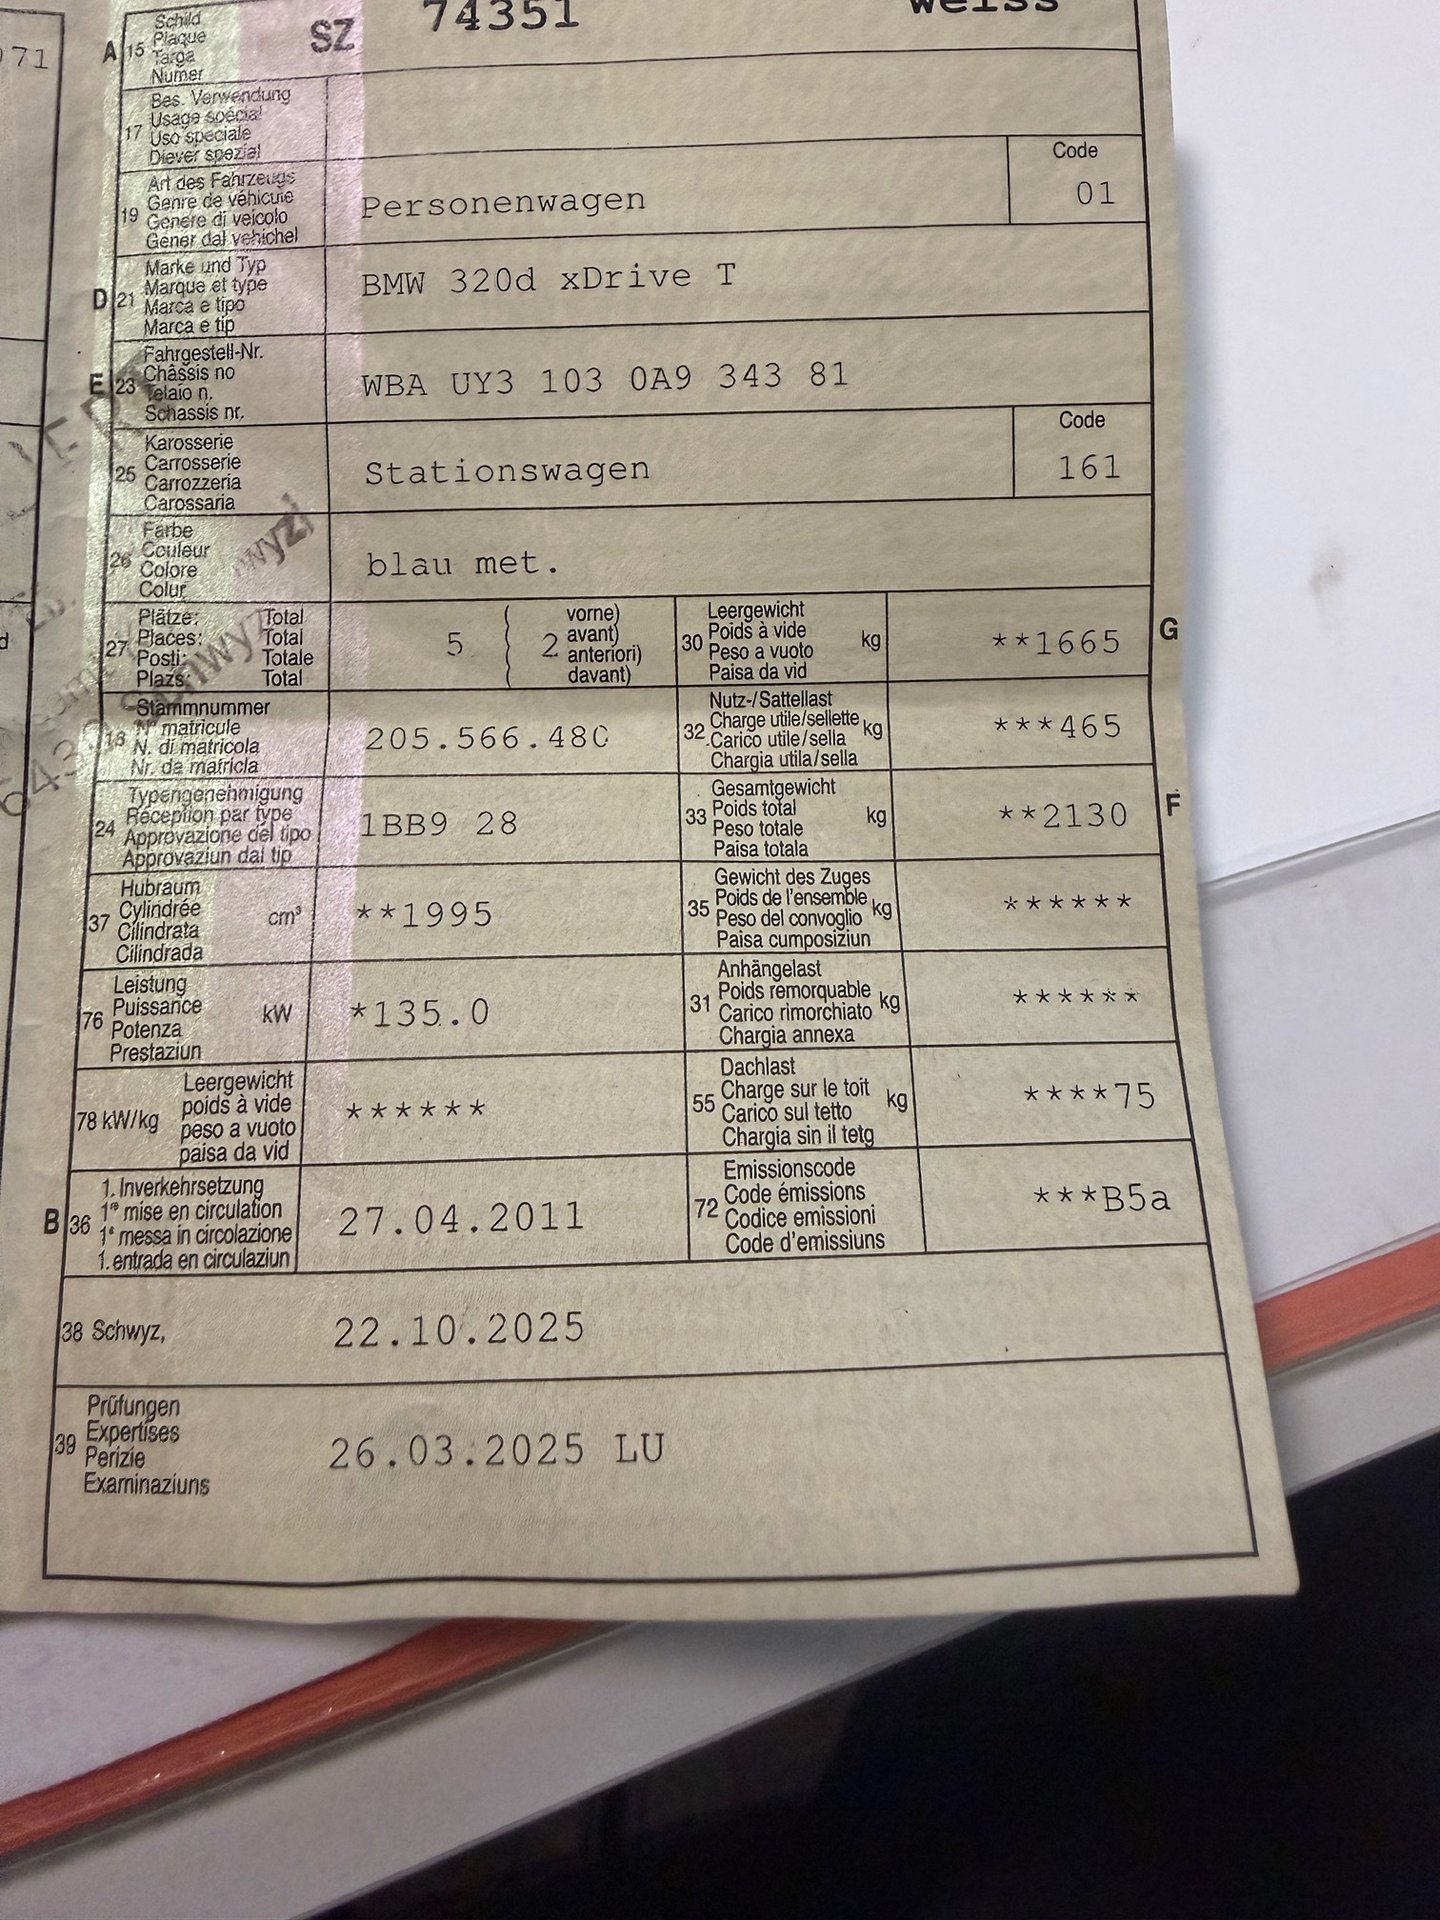 71
A 15 Schild
Plaque
Targa
Numer
SZ 74351 weiss
17 Bes. Verwendung
Usage spécial
Uso speciale
Diever spezial
19 Art des Fahrzeugs
Genre de véhicule
Genere di veicolo
Gener dal vehichel
Personenwagen
Code
01
D 21 Marke und Typ
Marque et type
Marca e tipo
Marca e tip
BMW 320d xDrive T
E 23 Fahrgestell-Nr.
Châssis no
Telaio n.
Schassis nr.
WBA UY3 103 0A9 343 81
25 Karosserie
Carrosserie
Carrozzeria
Carossaria
Stationswagen
Code
161
26 Farbe
Couleur
Colore
Colur
blau met.
27 Plätze: Total
Places: Total
Posti: Totale
Plazs: Total
5 ( 2 vorne)
avant)
anteriori)
davant)
30 Leergewicht
Poids à vide kg
Peso a vuoto
Paisa da vid
**1665 G
18 Stammnummer
N° matricule
N. di matricola
Nr. da matricla
205.566.480
32 Nutz-/Sattellast
Charge utile/sellette kg
Carico utile/sella
Chargia utila/sella
***465
24 Typengenehmigung
Réception par type
Approvazione del tipo
Approvaziun dal tip
1BB9 28
33 Gesamtgewicht
Poids total kg
Peso totale
Paisa totala
**2130 F
37 Hubraum
Cylindrée cm³
Cilindrata
Cilindrada
**1995
35 Gewicht des Zuges
Poids de l'ensemble kg
Peso del convoglio
Paisa cumposiziun
******
76 Leistung
Puissance kW
Potenza
Prestaziun
*135.0
31 Anhängelast
Poids remorquable kg
Carico rimorchiato
Chargia annexa
******
78 kW/kg Leergewicht
poids à vide
peso a vuoto
paisa da vid
******
55 Dachlast
Charge sur le toit kg
Carico sul tetto
Chargia sin il tetg
****75
B 36 1. Inverkehrsetzung
1re mise en circulation
1a messa in circolazione
1. entrada en circulaziun
27.04.2011
72 Emissionscode
Code émissions
Codice emissioni
Code d'emissiuns
***B5a
38 Schwyz, 22.10.2025
39 Prüfungen
Expertises
Perizie
Examinaziuns
26.03.2025 LU